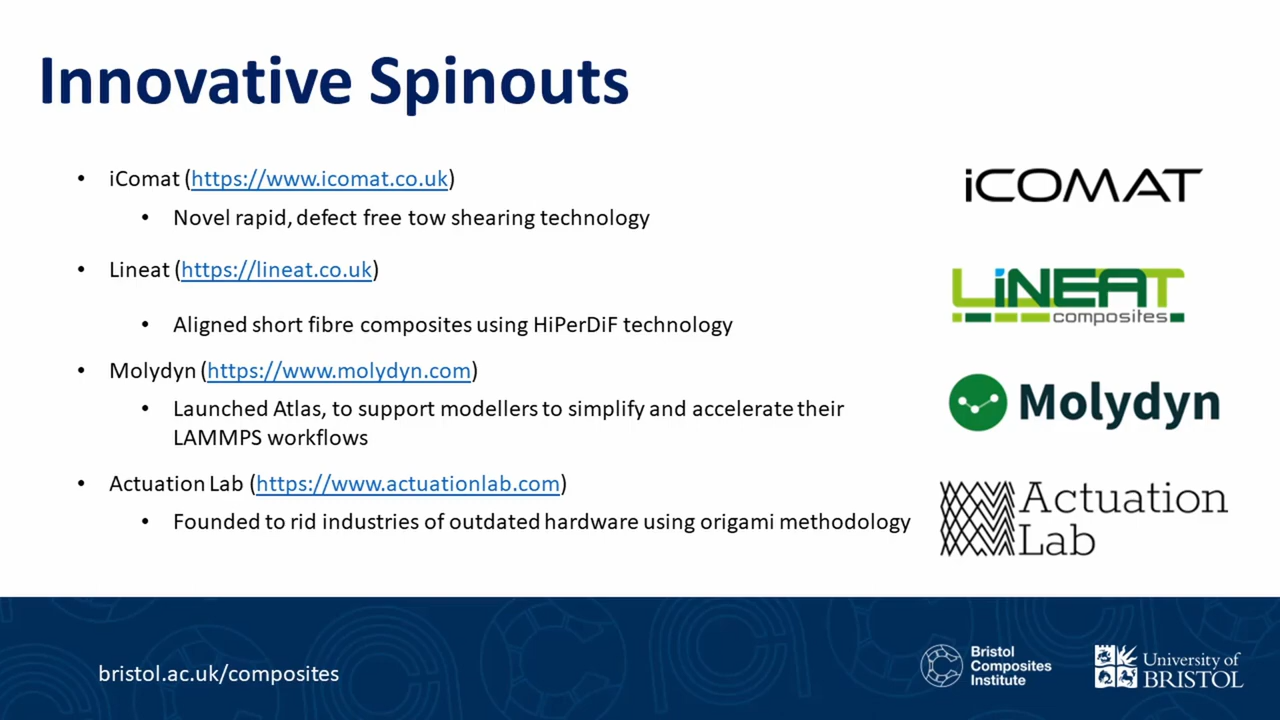 Innovative Spinouts
• iComat (https://www.icomat.co.uk)
• Novel rapid, defect free tow shearing technology
• Lineat (https://lineat.co.uk)
• Aligned short fibre composites using HiPerDiF technology
• Molydyn (https://www.molydyn.com)
• Launched Atlas, to support modellers to simplify and accelerate their
LAMMPS workflows
• Actuation Lab (https://www.actuationlab.com)
• Founded to rid industries of outdated hardware using origami methodology
iCOMAT
LiNEAT
composites
Molydyn
Actuation
Lab
bristol.ac.uk/composites
Bristol
Composites
Institute
University of
BRISTOL